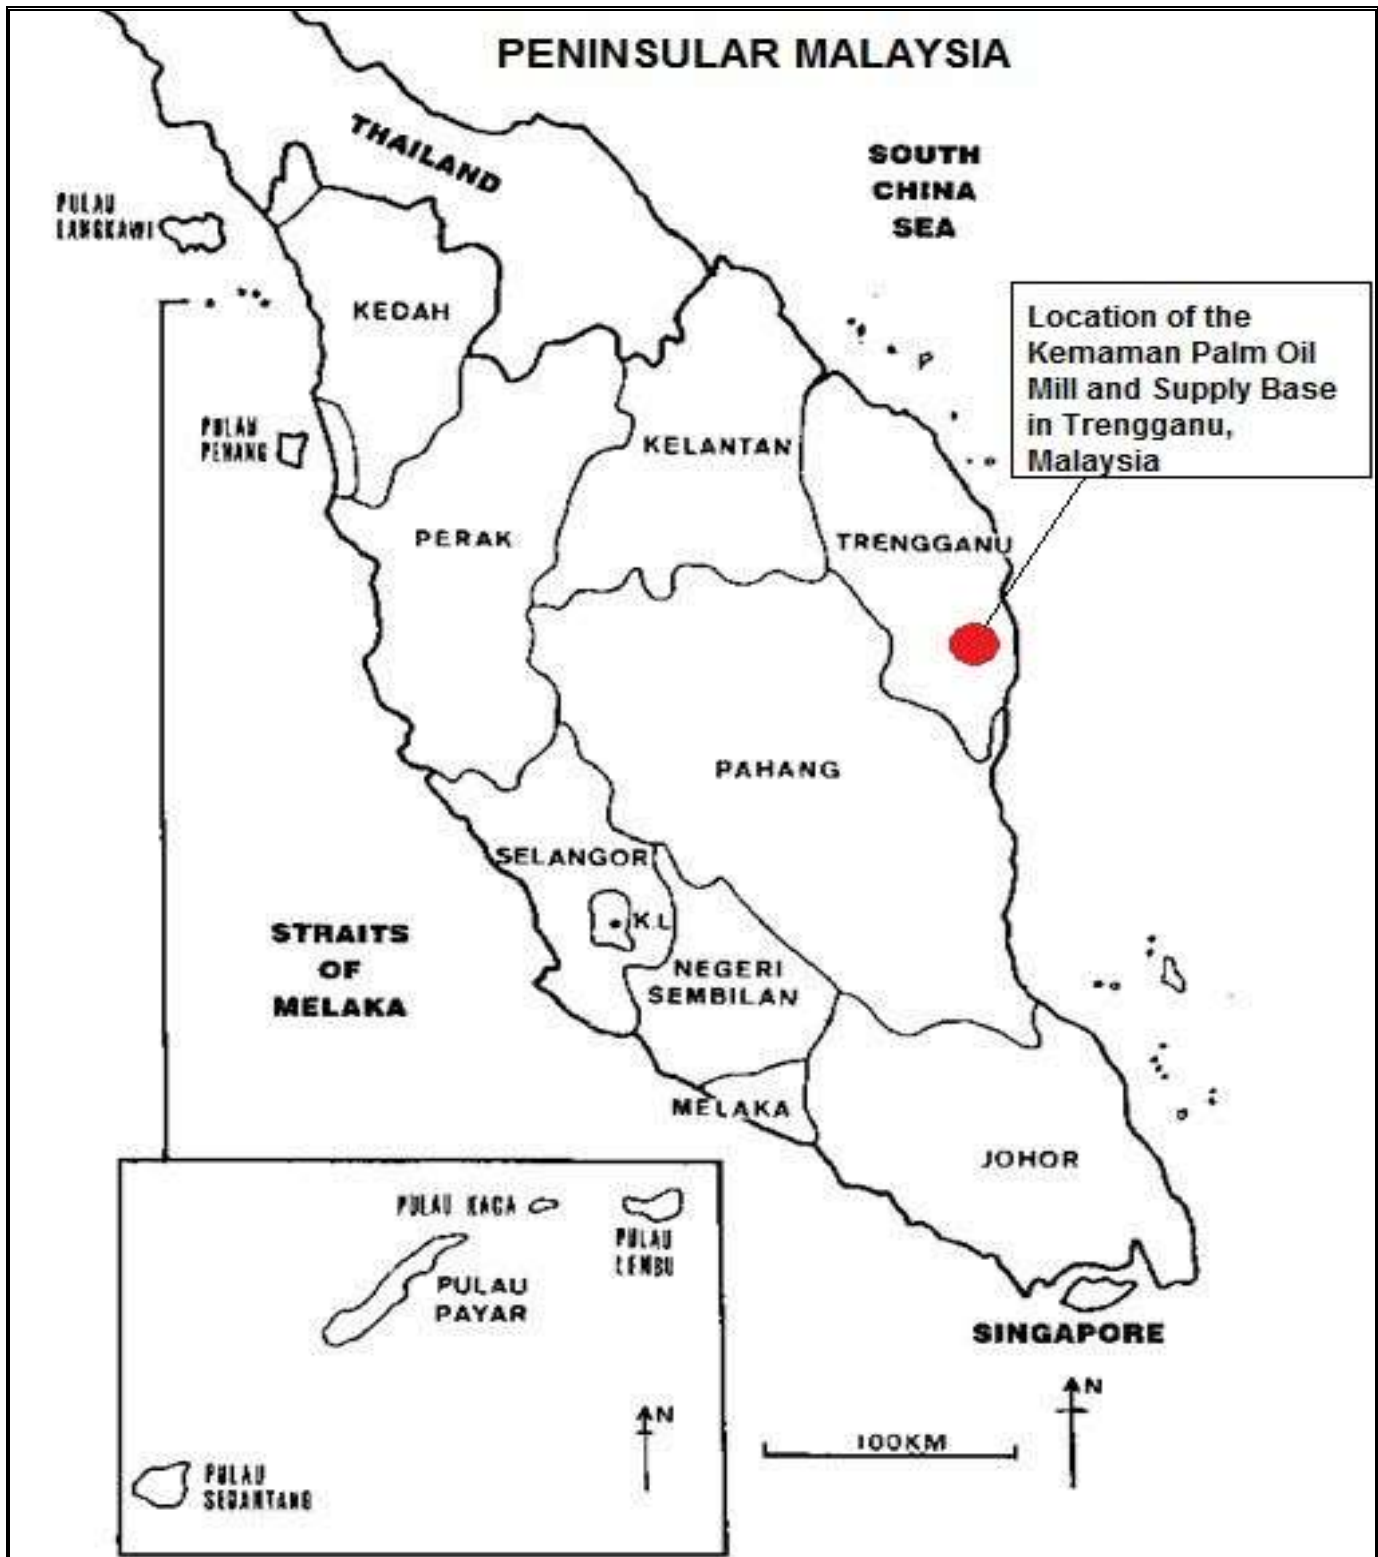 PENINSULAR MALAYSIA
THAILAND
SOUTH
CHINA
SEA
PULAU
LANGKAWI
KEDAH
Location of the
Kemaman Palm Oil
Mill and Supply Base
in Trengganu,
Malaysia
PULAU
PENANG
KELANTAN
PERAK
TRENGGANU
PAHANG
SELANGOR
K.L
STRAITS
OF
MELAKA
NEGERI
SEMBILAN
MELAKA
JOHOR
PULAU KACA
PULAU
LEMBU
PULAU
PAYAR
SINGAPORE
N
N
100KM
PULAU
SEGANTANG